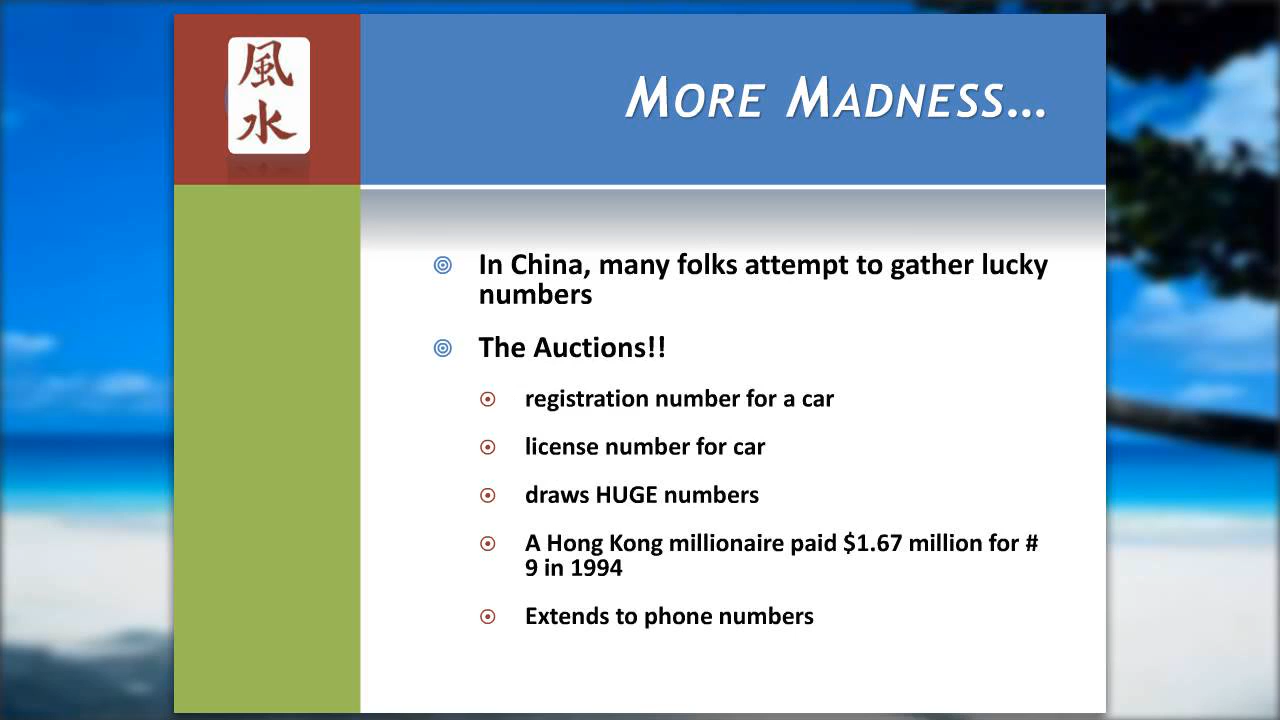 風
水
More Madness…
In China, many folks attempt to gather lucky
numbers
The Auctions!!
registration number for a car
license number for car
draws HUGE numbers
A Hong Kong millionaire paid $1.67 million for #
9 in 1994
Extends to phone numbers